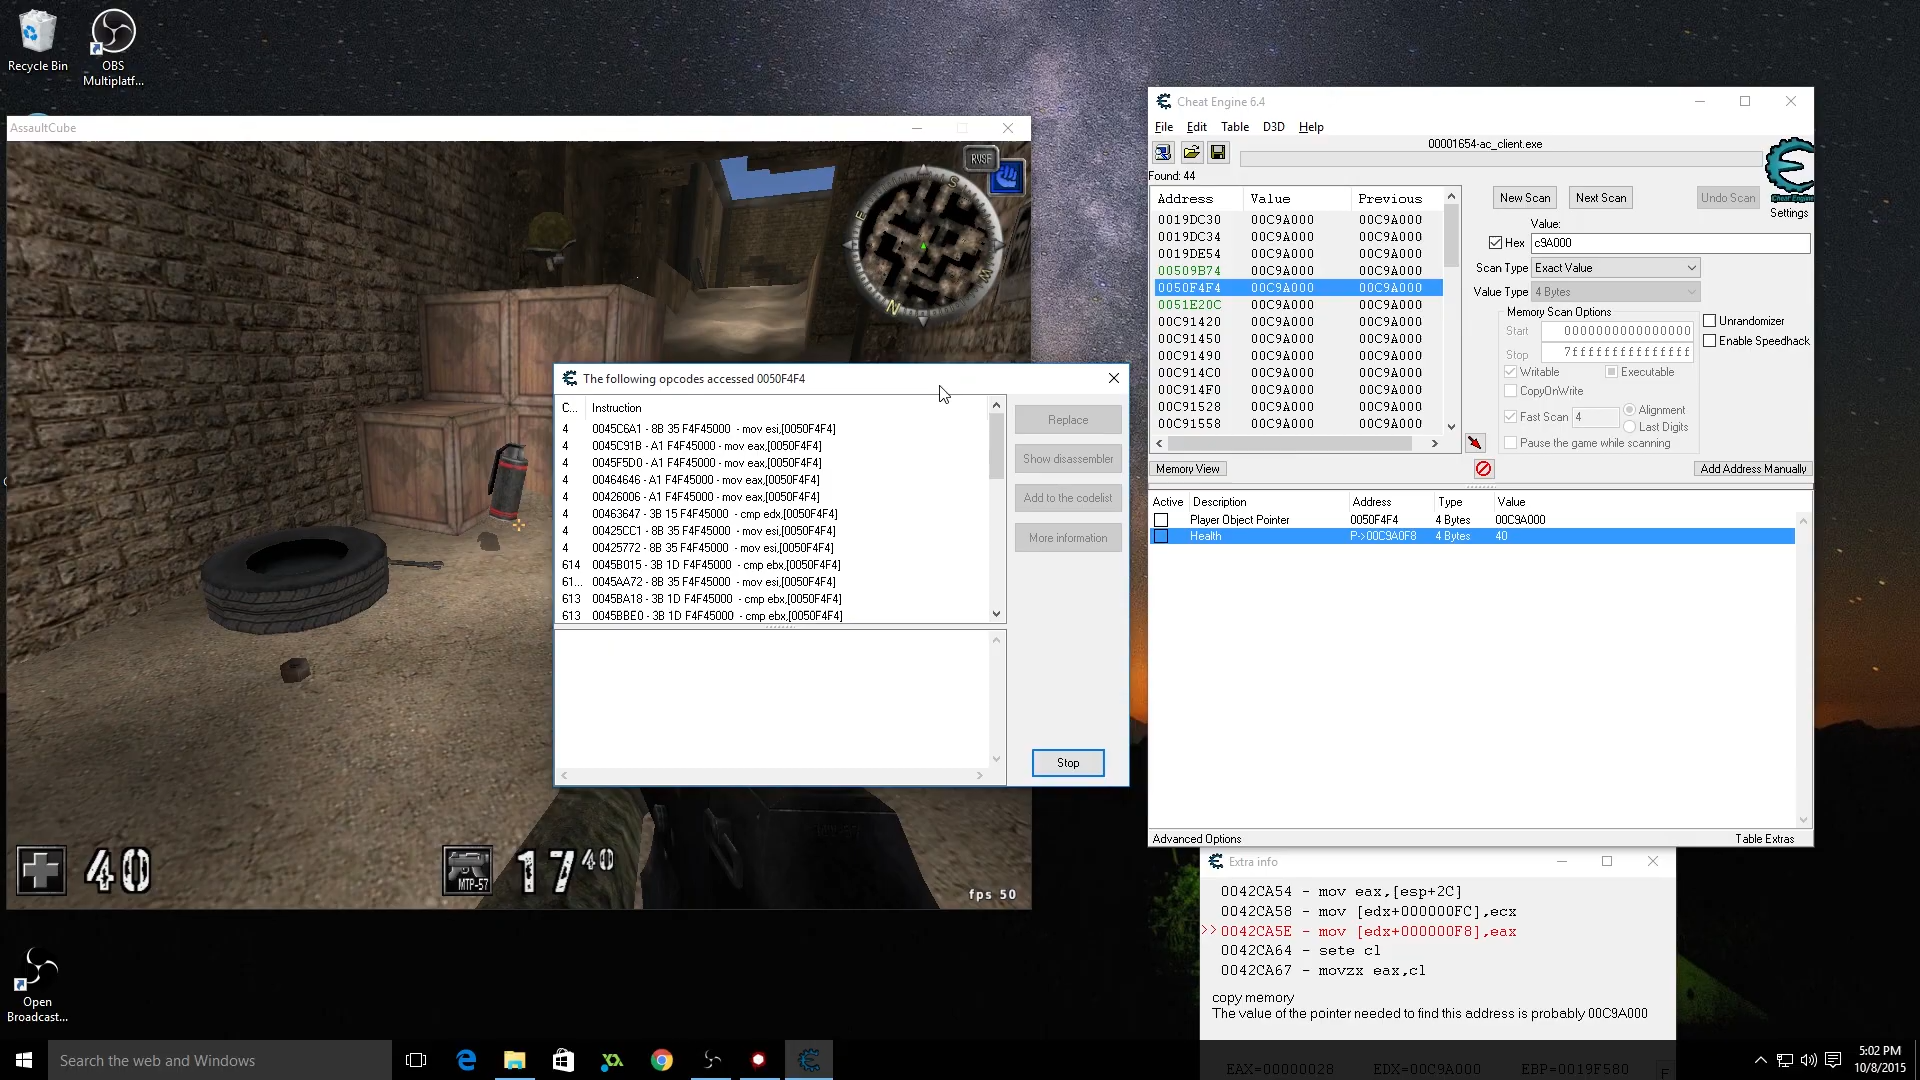 Recycle Bin
OBS
Multiplatf...
AssaultCube
RVSF
S
E
W
N
40
MTP-57
17 40
fps 50
The following opcodes accessed 0050F4F4
C... Instruction
4 0045C6A1 - 8B 35 F4F45000 - mov esi,[0050F4F4]
4 0045C91B - A1 F4F45000 - mov eax,[0050F4F4]
4 0045F5D0 - A1 F4F45000 - mov eax,[0050F4F4]
4 00464646 - A1 F4F45000 - mov eax,[0050F4F4]
4 00426006 - A1 F4F45000 - mov eax,[0050F4F4]
4 00463647 - 3B 15 F4F45000 - cmp edx,[0050F4F4]
4 00425CC1 - 8B 35 F4F45000 - mov esi,[0050F4F4]
4 00425772 - 8B 35 F4F45000 - mov esi,[0050F4F4]
614 0045B015 - 3B 1D F4F45000 - cmp ebx,[0050F4F4]
61... 0045AA72 - 8B 35 F4F45000 - mov esi,[0050F4F4]
613 0045BA18 - 3B 1D F4F45000 - cmp ebx,[0050F4F4]
613 0045BBE0 - 3B 1D F4F45000 - cmp ebx,[0050F4F4]
Replace
Show disassembler
Add to the codelist
More information
Stop
Cheat Engine 6.4
File Edit Table D3D Help
00001654-ac_client.exe
Found: 44
Address Value Previous
0019DC30 00C9A000 00C9A000
0019DC34 00C9A000 00C9A000
0019DE54 00C9A000 00C9A000
00509B74 00C9A000 00C9A000
0050F4F4 00C9A000 00C9A000
0051E20C 00C9A000 00C9A000
00C91420 00C9A000 00C9A000
00C91450 00C9A000 00C9A000
00C91490 00C9A000 00C9A000
00C914C0 00C9A000 00C9A000
00C914F0 00C9A000 00C9A000
00C91528 00C9A000 00C9A000
00C91558 00C9A000 00C9A000
New Scan Next Scan Undo Scan
Cheat Engine
Settings
Value:
Hex c9A000
Scan Type Exact Value
Value Type 4 Bytes
Memory Scan Options
Start 0000000000000000
Stop 7fffffffffffffff
Writable Executable
CopyOnWrite
Fast Scan 4 Alignment
Last Digits
Pause the game while scanning
Unrandomizer
Enable Speedhack
Memory View Add Address Manually
Active Description Address Type Value
Player Object Pointer 0050F4F4 4 Bytes 00C9A000
Health P->00C9A0F8 4 Bytes 40
Advanced Options Table Extras
Extra info
0042CA54 - mov eax,[esp+2C]
0042CA58 - mov [edx+000000FC],ecx
>>0042CA5E - mov [edx+000000F8],eax
0042CA64 - sete cl
0042CA67 - movzx eax,cl
copy memory
The value of the pointer needed to find this address is probably 00C9A000
EAX=00000028 EDX=00C9A000 EBP=0019F580 F
Open
Broadcast...
Search the web and Windows
5:02 PM
10/8/2015